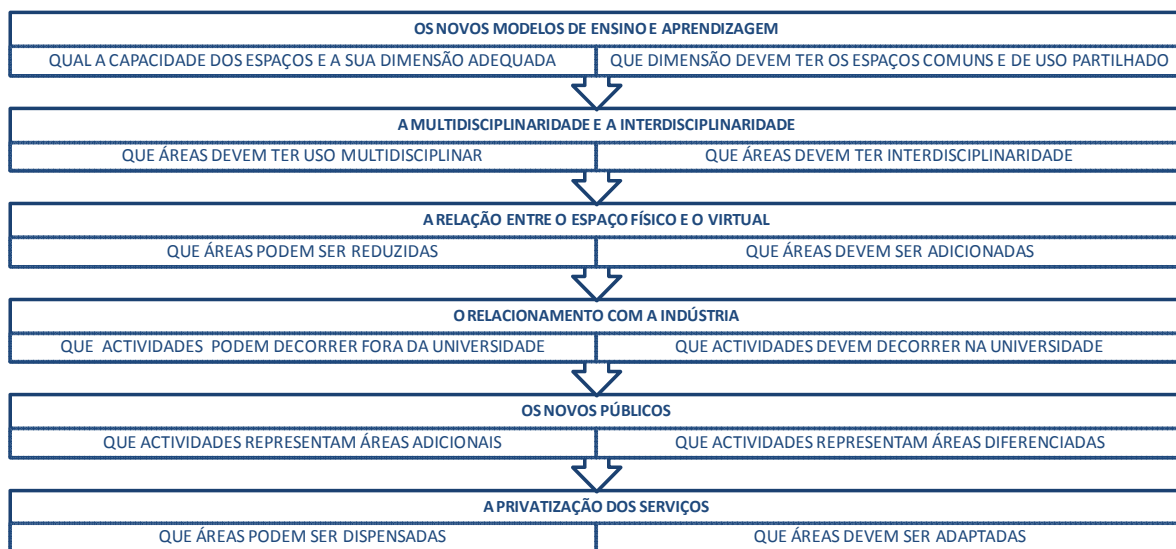 OS NOVOS MODELOS DE ENSINO E APRENDIZAGEM
QUAL A CAPACIDADE DOS ESPAÇOS E A SUA DIMENSÃO ADEQUADA
QUE DIMENSÃO DEVEM TER OS ESPAÇOS COMUNS E DE USO PARTILHADO
A MULTIDISCIPLINARIDADE E A INTERDISCIPLINARIDADE
QUE ÁREAS DEVEM TER USO MULTIDISCIPLINAR
QUE ÁREAS DEVEM TER INTERDISCIPLINARIDADE
A RELAÇÃO ENTRE O ESPAÇO FÍSICO E O VIRTUAL
QUE ÁREAS PODEM SER REDUZIDAS
QUE ÁREAS DEVEM SER ADICIONADAS
O RELACIONAMENTO COM A INDÚSTRIA
QUE ACTIVIDADES PODEM DECORRER FORA DA UNIVERSIDADE
QUE ACTIVIDADES DEVEM DECORRER NA UNIVERSIDADE
OS NOVOS PÚBLICOS
QUE ACTIVIDADES REPRESENTAM ÁREAS ADICIONAIS
QUE ACTIVIDADES REPRESENTAM ÁREAS DIFERENCIADAS
A PRIVATIZAÇÃO DOS SERVIÇOS
QUE ÁREAS PODEM SER DISPENSADAS
QUE ÁREAS DEVEM SER ADAPTADAS